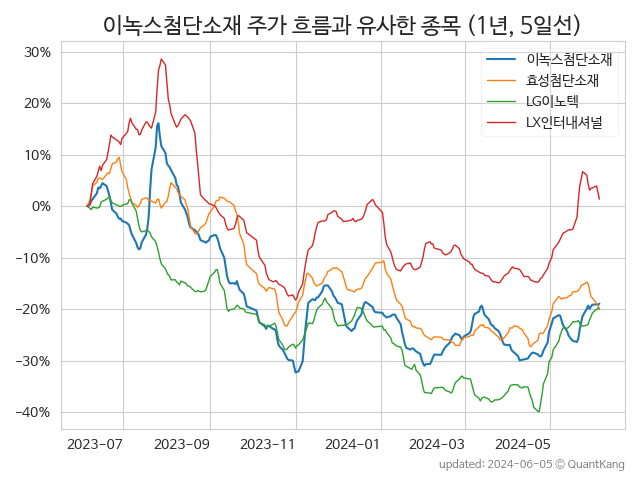 이녹스첨단소재 주가 흐름과 유사한 종목 (1년, 5일선)
이녹스첨단소재
효성첨단소재
LG이노텍
LX인터내셔널
30%
20%
10%
0%
−10%
−20%
−30%
−40%
2023-07 2023-09 2023-11 2024-01 2024-03 2024-05
updated: 2024-06-05 ⓒ QuantKang